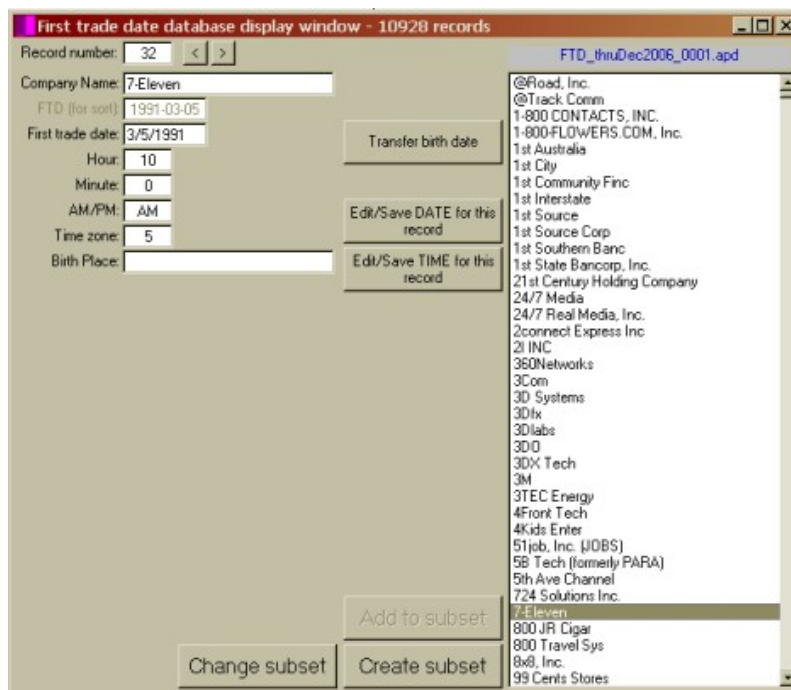 First trade date database display window - 10928 records
Record number: 32 < >
Company Name: 7-Eleven
FTD (for sort): 1991-03-05
First trade date: 3/5/1991
Hour: 10
Minute: 0
AM/PM: AM
Time zone: 5
Birth Place:
Transfer birth date
Edit/Save DATE for this
record
Edit/Save TIME for this
record
Add to subset
Change subset
Create subset
FTD_thruDec2006_0001.apd
@Road, Inc.
@Track Comm
1-800 CONTACTS, INC.
1-800-FLOWERS.COM, Inc.
1st Australia
1st City
1st Community Finc
1st Interstate
1st Source
1st Source Corp
1st Southern Banc
1st State Bancorp, Inc.
21st Century Holding Company
24/7 Media
24/7 Real Media, Inc.
2connect Express Inc
2I INC
360Networks
3Com
3D Systems
3Dfx
3Dlabs
3DO
3DX Tech
3M
3TEC Energy
4Front Tech
4Kids Enter
51job, Inc. (JOBS)
5B Tech (formerly PARA)
5th Ave Channel
724 Solutions Inc.
7-Eleven
800 JR Cigar
800 Travel Sys
8x8, Inc.
99 Cents Stores